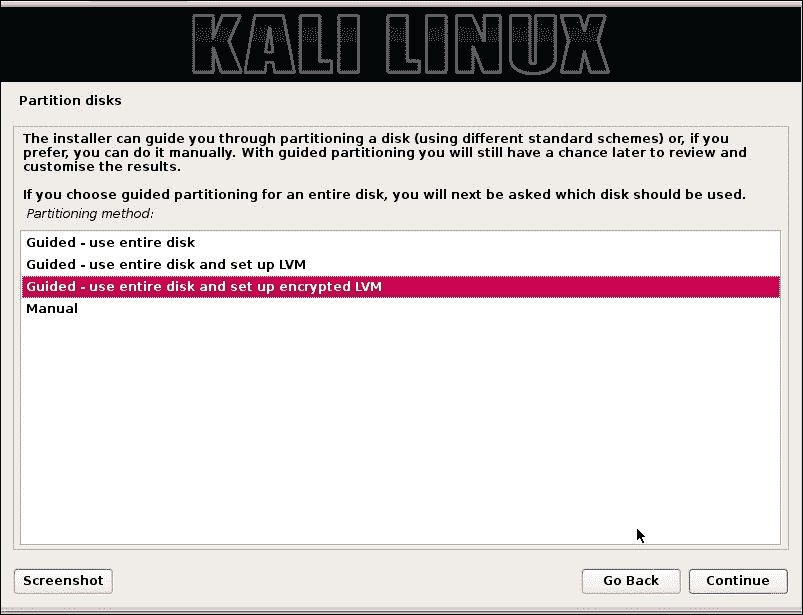 KALI LINUX
Partition disks
The installer can guide you through partitioning a disk (using different standard schemes) or, if you
prefer, you can do it manually. With guided partitioning you will still have a chance later to review and
customise the results.
If you choose guided partitioning for an entire disk, you will next be asked which disk should be used.
Partitioning method:
Guided - use entire disk
Guided - use entire disk and set up LVM
Guided - use entire disk and set up encrypted LVM
Manual
Screenshot
Go Back
Continue